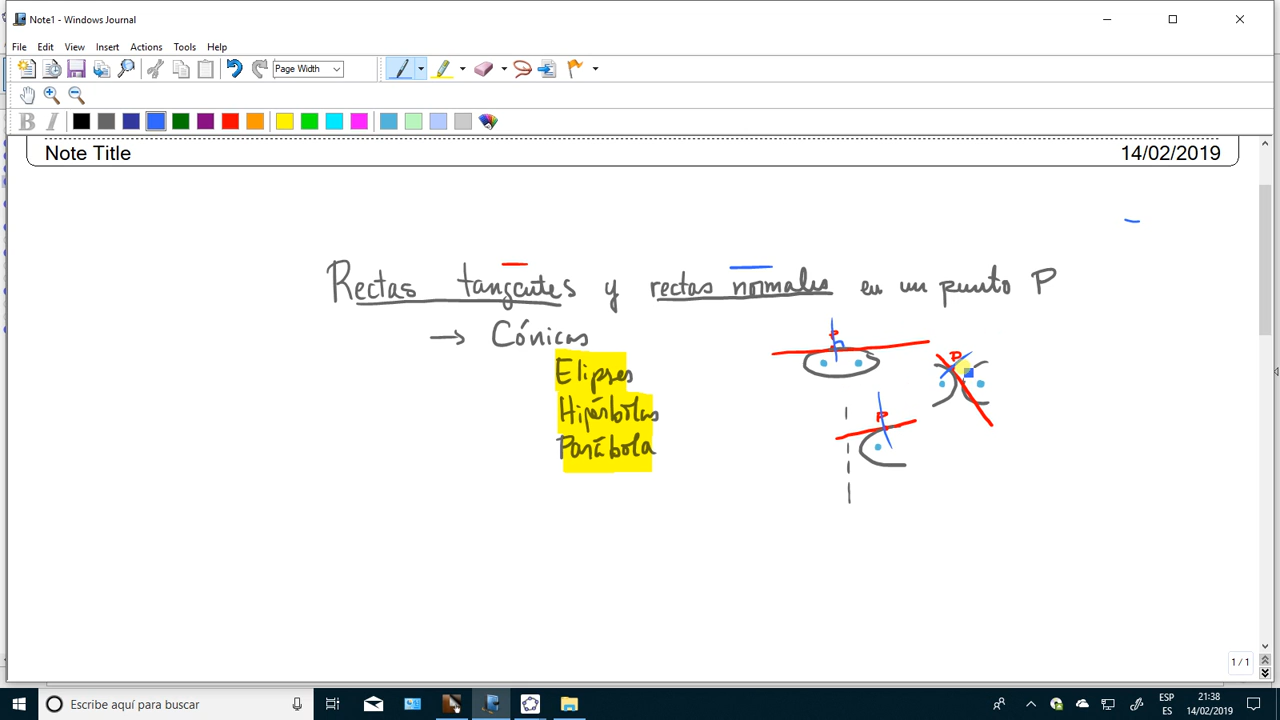 Note1 - Windows Journal
File Edit View Insert Actions Tools Help
Page Width
B I
Note Title 14/02/2019
Rectas tangentes y rectas normales en un punto P
→ Cónicas
Elipses
Hipérbolas
Parábola
P
P
P
1 / 1
Escribe aquí para buscar
ESP
ES
21:38
14/02/2019